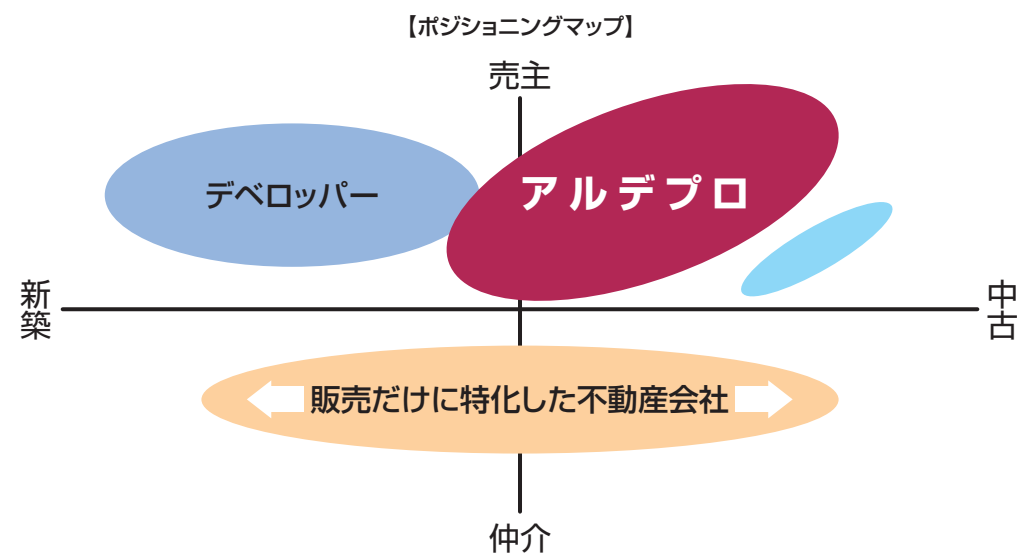 【ポジショニングマップ】
売主
デベロッパー
アルデプロ
新築
中古
販売だけに特化した不動産会社
仲介